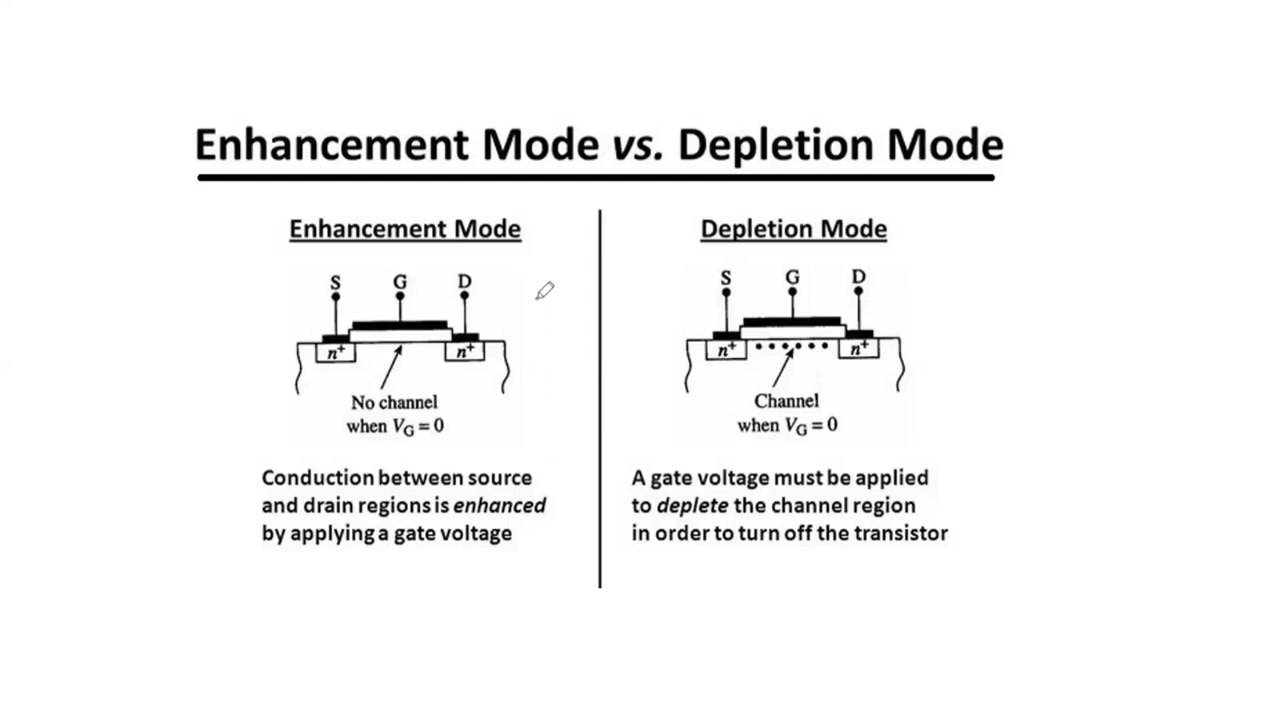 Enhancement Mode vs. Depletion Mode
Enhancement Mode
S G D
n+ n+
No channel
when VG = 0
Conduction between source
and drain regions is enhanced
by applying a gate voltage
Depletion Mode
S G D
n+ n+
Channel
when VG = 0
A gate voltage must be applied
to deplete the channel region
in order to turn off the transistor